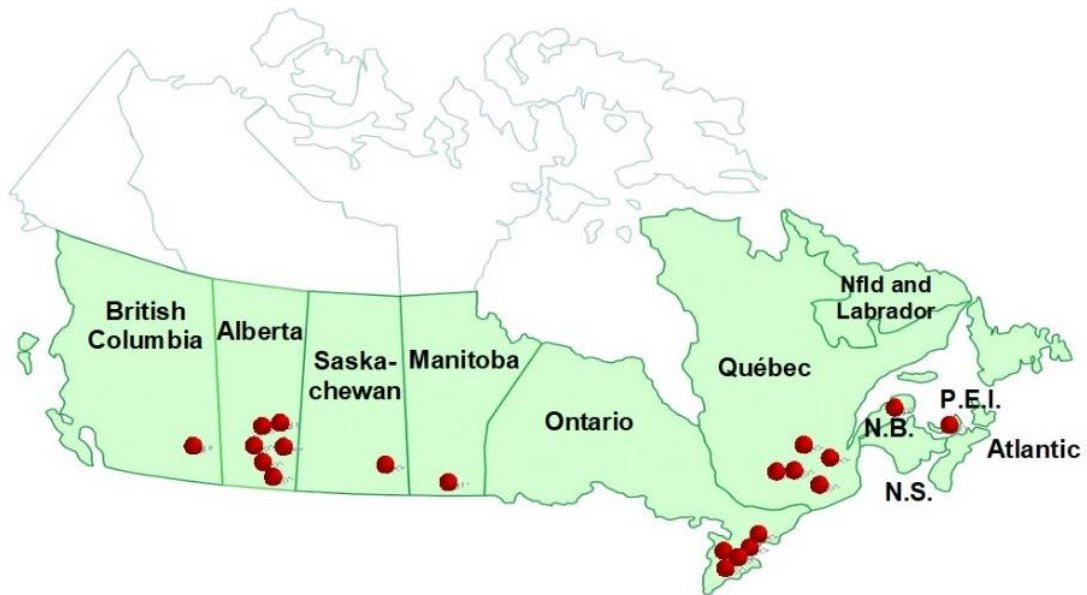 British
Columbia
Alberta
Saska-
chewan
Manitoba
Ontario
Québec
Nfld and
Labrador
P.E.I.
N.B.
Atlantic
N.S.